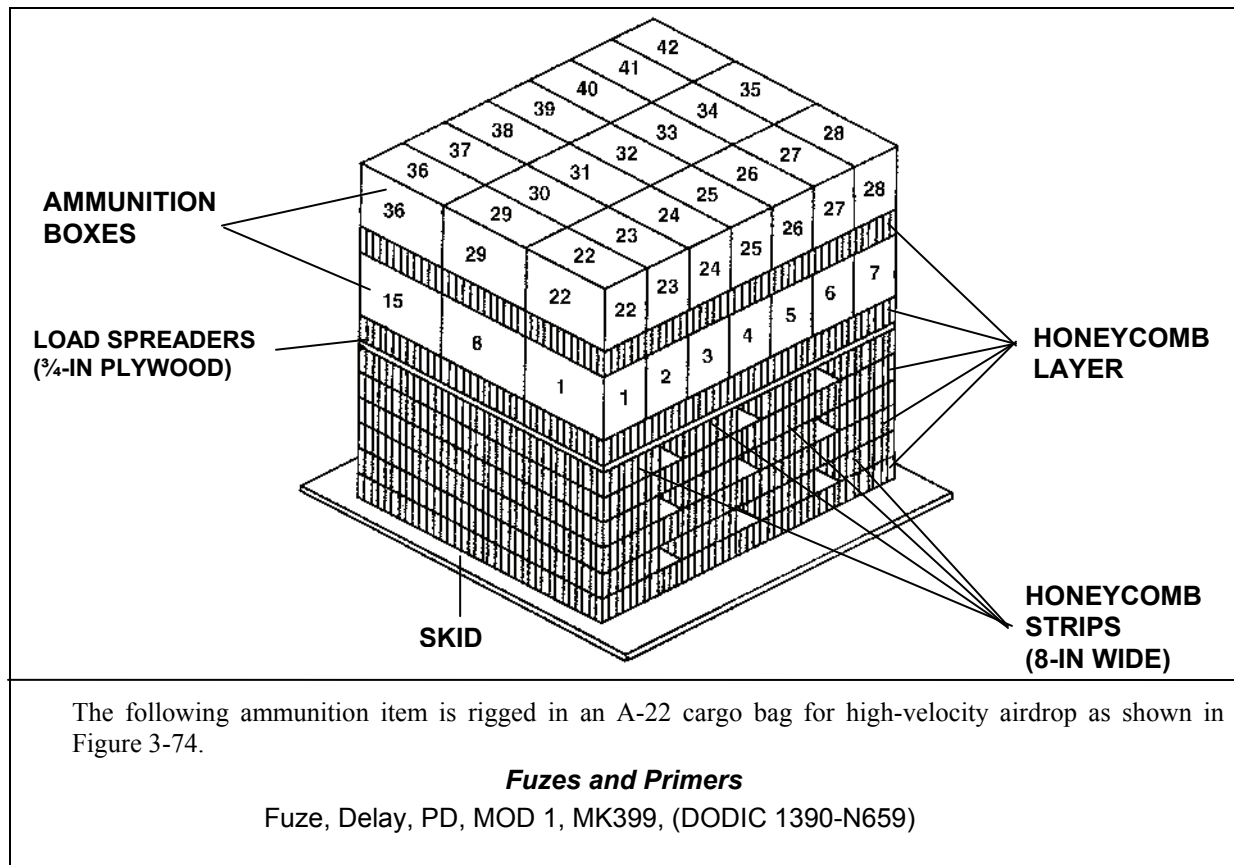 42
41
40
39
38
37
36
35
34
33
32
31
30
29
28
27
26
25
24
23
22
36
29
22
22
23
24
25
26
27
28
15
8
1
1
2
3
4
5
6
7
AMMUNITION
BOXES
LOAD SPREADERS
(¾-IN PLYWOOD)
HONEYCOMB
LAYER
HONEYCOMB
STRIPS
(8-IN WIDE)
SKID
The following ammunition item is rigged in an A-22 cargo bag for high-velocity airdrop as shown in
Figure 3-74.
Fuzes and Primers
Fuze, Delay, PD, MOD 1, MK399, (DODIC 1390-N659)